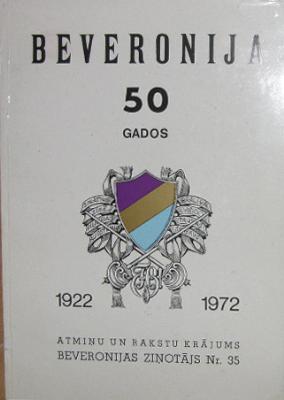 BEVERONIJA
50
GADOS
1922 1972
ATMIŅU UN RAKSTU KRĀJUMS
BEVERONIJAS ZIŅOTĀJS Nr. 35